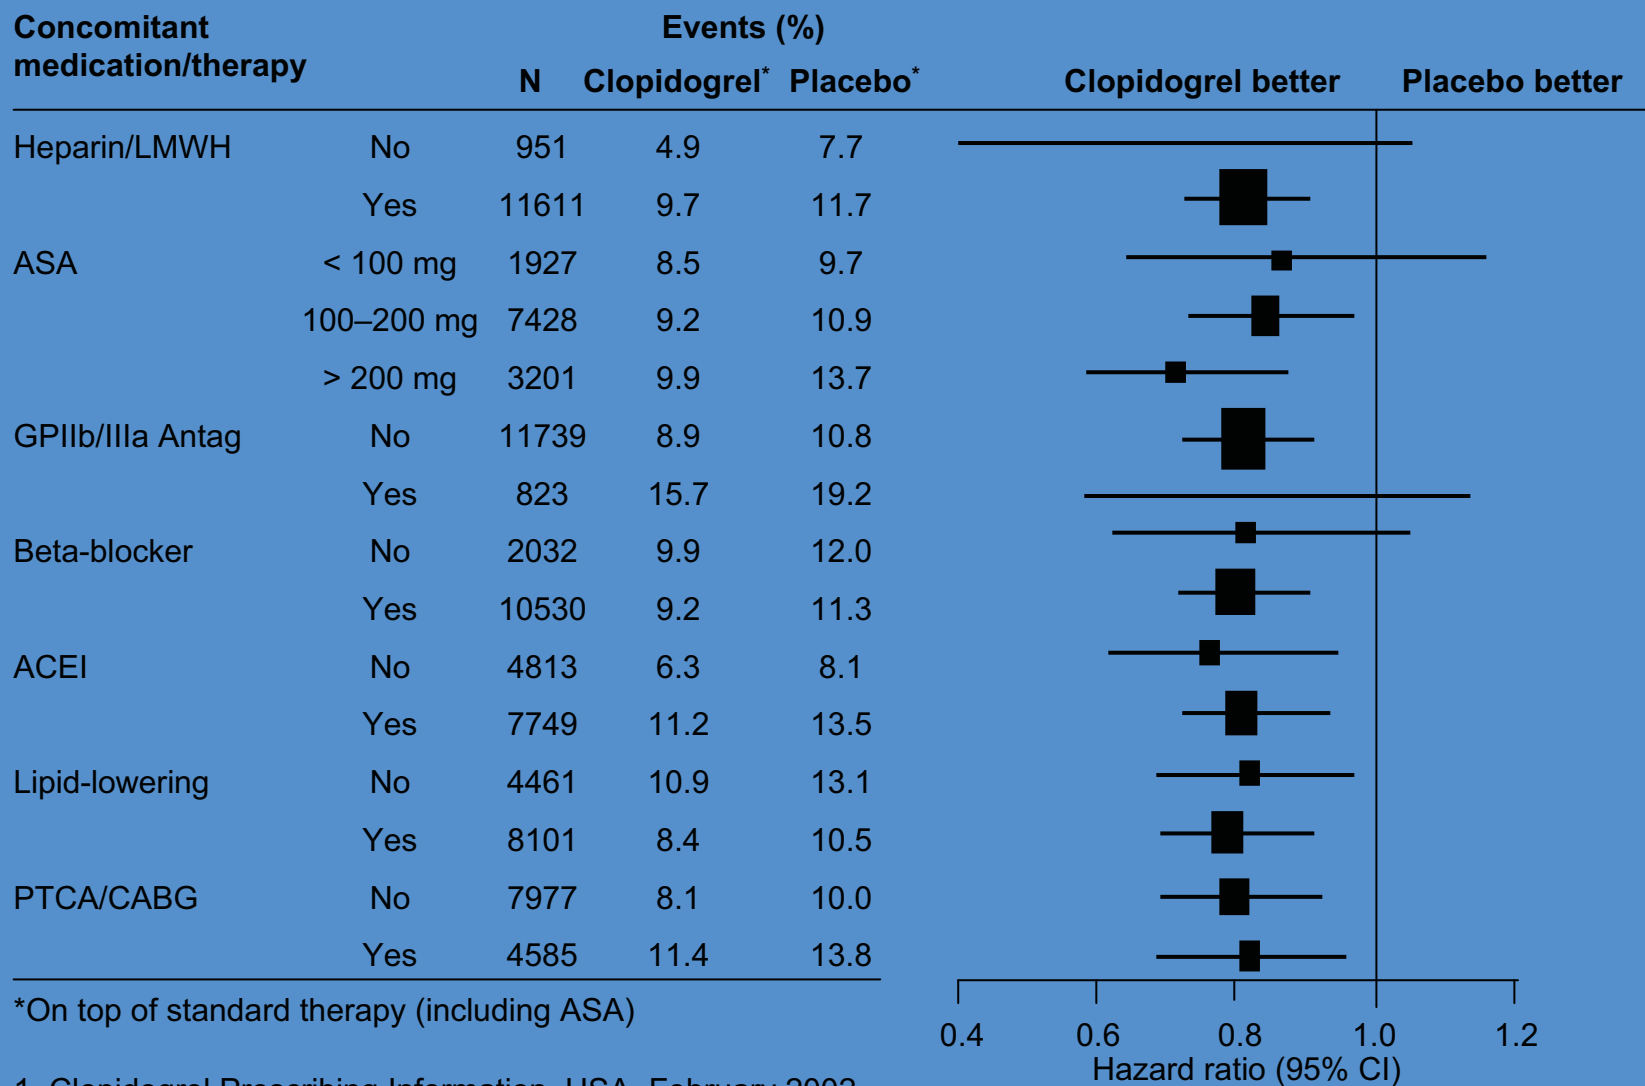 Concomitant medication/therapy
Events (%)
N Clopidogrel* Placebo* Clopidogrel better Placebo better
Heparin/LMWH No 951 4.9 7.7
Yes 11611 9.7 11.7
ASA < 100 mg 1927 8.5 9.7
100–200 mg 7428 9.2 10.9
> 200 mg 3201 9.9 13.7
GPIIb/IIIa Antag No 11739 8.9 10.8
Yes 823 15.7 19.2
Beta-blocker No 2032 9.9 12.0
Yes 10530 9.2 11.3
ACEI No 4813 6.3 8.1
Yes 7749 11.2 13.5
Lipid-lowering No 4461 10.9 13.1
Yes 8101 8.4 10.5
PTCA/CABG No 7977 8.1 10.0
Yes 4585 11.4 13.8
*On top of standard therapy (including ASA)
0.4 0.6 0.8 1.0 1.2
Hazard ratio (95% CI)
1. Clopidogrel Prescribing Information, USA, February 2002